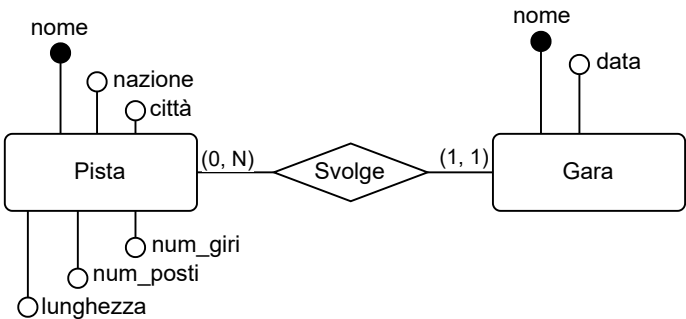 nome
nome
nazione
data
città
Pista
(0, N)
Svolge
(1, 1)
Gara
num_giri
num_posti
lunghezza